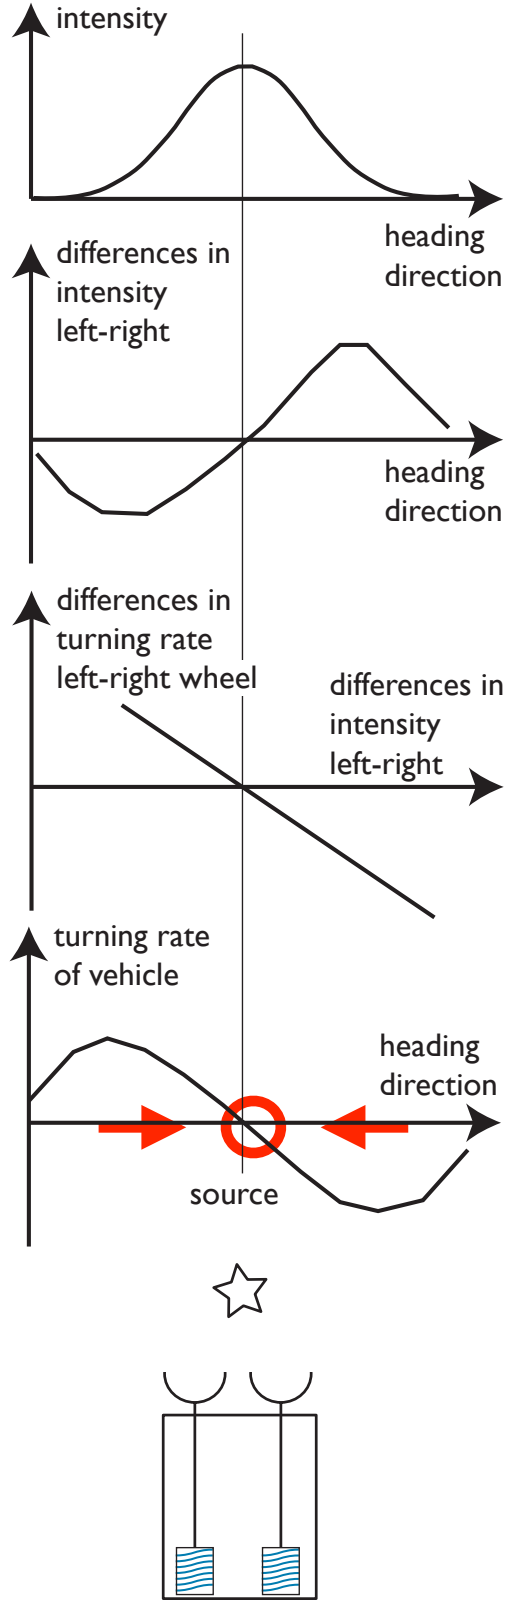 intensity
heading
direction
differences in
intensity
left-right
heading
direction
differences in
turning rate
left-right wheel
differences in
intensity
left-right
turning rate
of vehicle
heading
direction
source